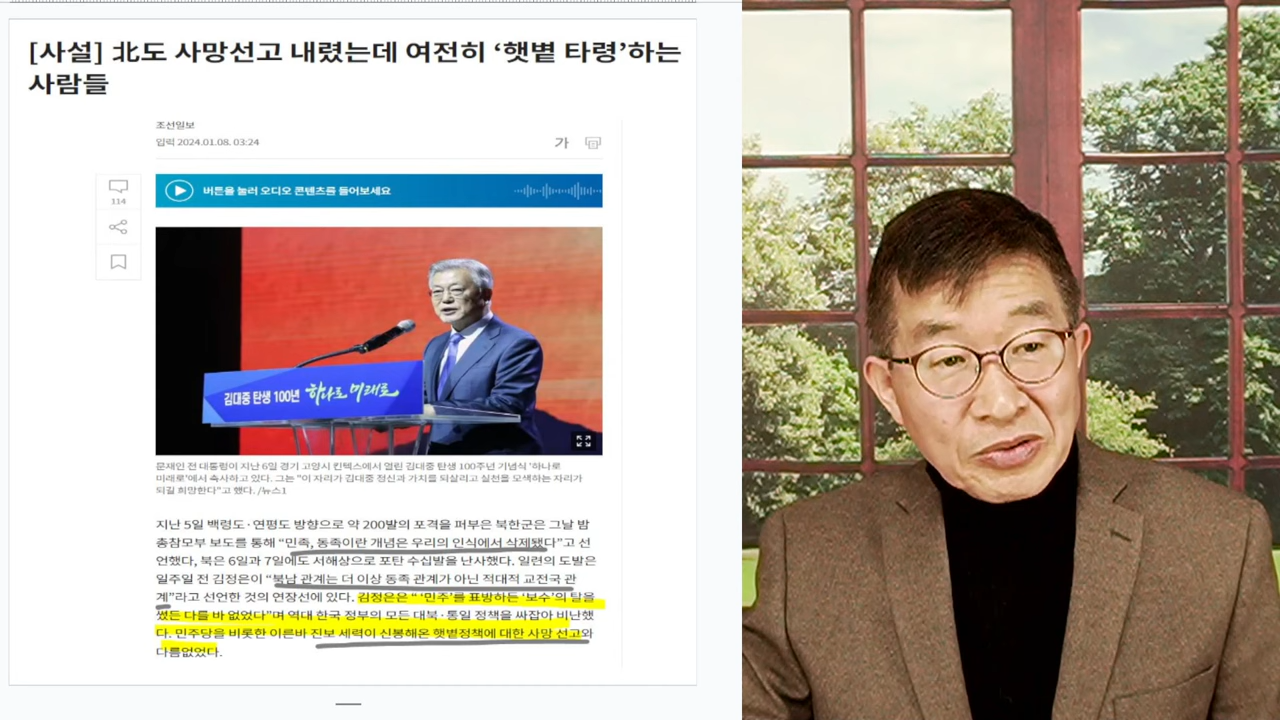 [사설] 北도 사망선고 내렸는데 여전히 ‘햇볕 타령’하는
사람들
조선일보
입력 2024.01.08. 03:24
가
114
버튼을 눌러 오디오 콘텐츠를 들어보세요
김대중 탄생 100년 하나로 미래로
문재인 전 대통령이 지난 6일 경기 고양시 킨텍스에서 열린 김대중 탄생 100주년 기념식 '하나로
미래로'에서 축사하고 있다. 그는 "이 자리가 김대중 정신과 가치를 되살리고 실천을 모색하는 자리가
되길 희망한다"고 했다. /뉴스1
지난 5일 백령도·연평도 방향으로 약 200발의 포격을 퍼부은 북한군은 그날 밤
총참모부 보도를 통해 “민족, 동족이란 개념은 우리의 인식에서 삭제됐다”고 선
언했다, 북은 6일과 7일에도 서해상으로 포탄 수십발을 난사했다. 일련의 도발은
일주일 전 김정은이 “북남 관계는 더 이상 동족 관계가 아닌 적대적 교전국 관
계”라고 선언한 것의 연장선에 있다. 김정은은 “ ‘민주’를 표방하든 ‘보수’의 탈을
썼든 다를 바 없었다”며 역대 한국 정부의 모든 대북·통일 정책을 싸잡아 비난했
다. 민주당을 비롯한 이른바 진보 세력이 신봉해온 햇볕정책에 대한 사망 선고와
다름없었다.